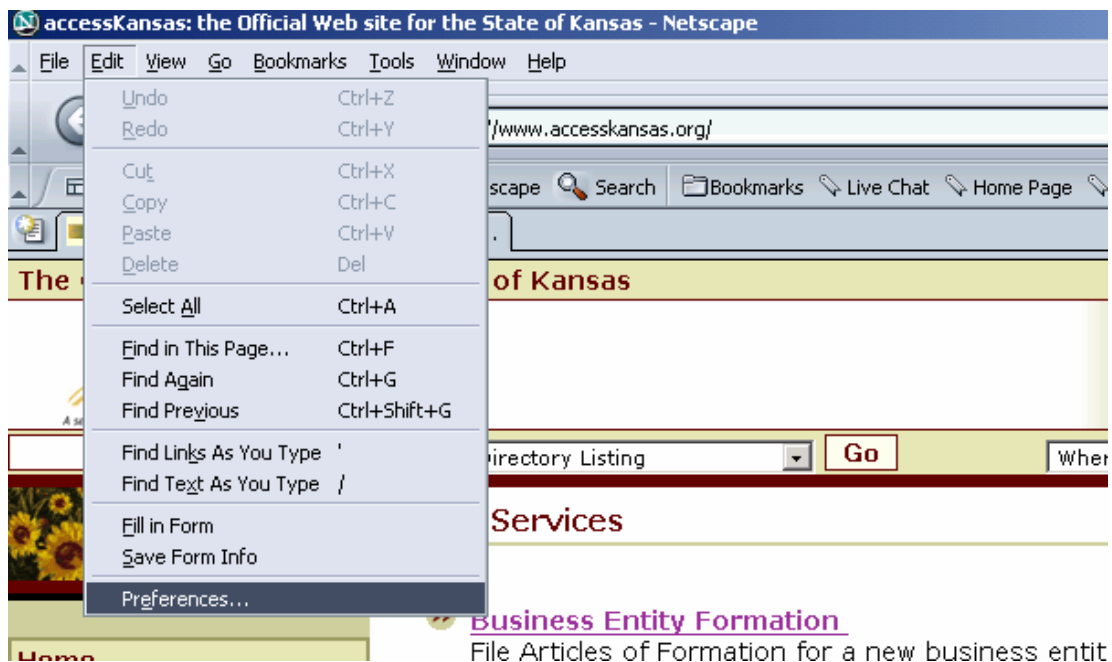 accessKansas: the Official Web site for the State of Kansas - Netscape
File Edit View Go Bookmarks Tools Window Help
Undo Ctrl+Z
Redo Ctrl+Y
/www.accesskansas.org/
Cut Ctrl+X
scape Search Bookmarks Live Chat Home Page
Copy Ctrl+C
Paste Ctrl+V
.
Delete Del
The of Kansas
Select All Ctrl+A
Find in This Page... Ctrl+F
Find Again Ctrl+G
Find Previous Ctrl+Shift+G
Find Links As You Type '
irectory Listing Go Wher
Find Text As You Type /
Services
Fill in Form
Save Form Info
Preferences...
Business Entity Formation
File Articles of Formation for a new business entit
Home